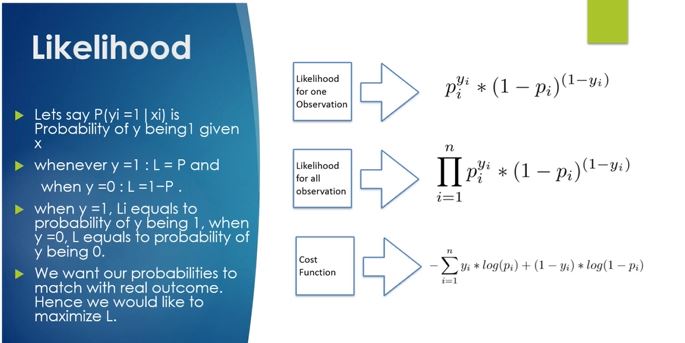 Likelihood
Lets say P(yi =1|xi) is
Probability of y being1 given
x
whenever y =1 : L = P and
when y =0 : L =1−P .
when y =1, Li equals to
probability of y being 1, when
y =0, L equals to probability of
y being 0.
We want our probabilities to
match with real outcome.
Hence we would like to
maximize L.
Likelihood
for one
Observation
p_i^{y_i} * (1 − p_i)^{(1−y_i)}
Likelihood
for all
observation
∏_{i=1}^{n} p_i^{y_i} * (1 − p_i)^{(1−y_i)}
Cost
Function
−∑_{i=1}^{n} y_i * log(p_i) + (1 − y_i) * log(1 − p_i)